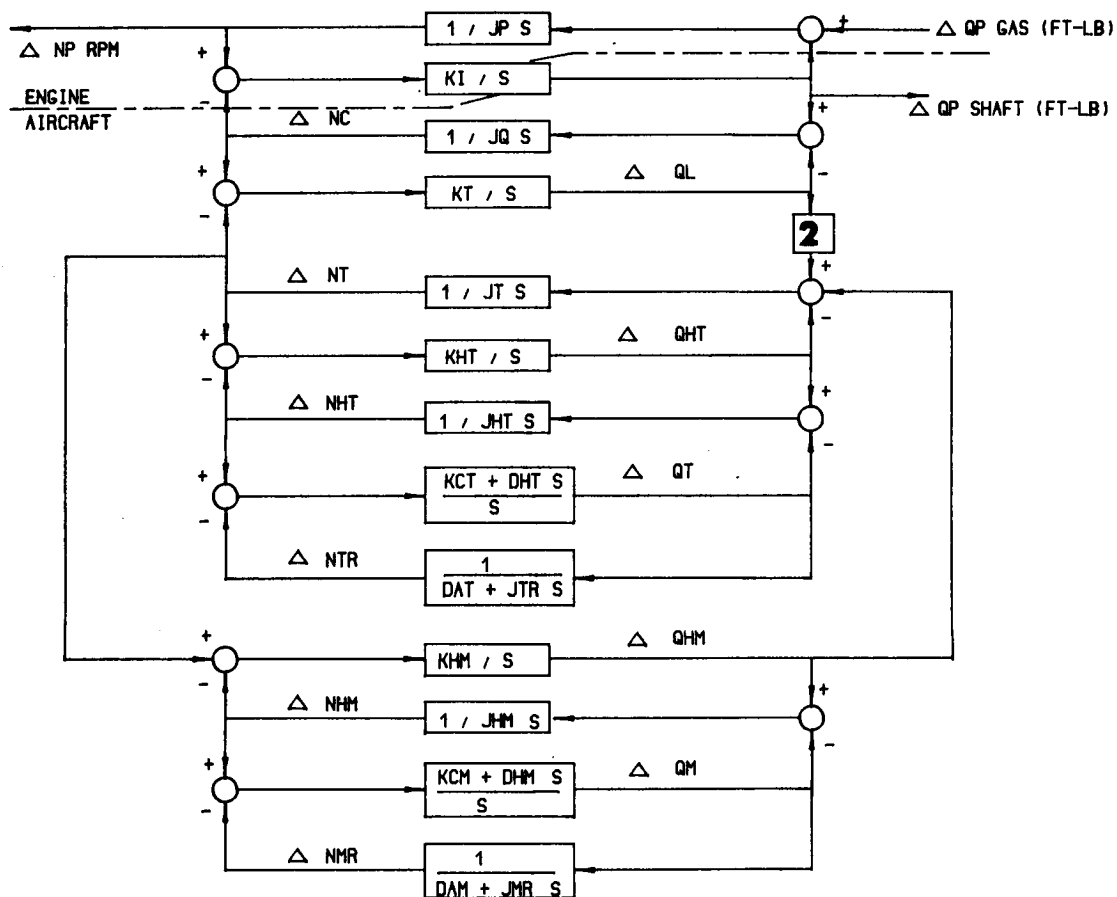 1 / JP S
+
△ QP GAS (FT-LB)
△ NP RPM
+
KI / S
ENGINE
−
AIRCRAFT
△ NC
+
△ QP SHAFT (FT-LB)
1 / JQ S
+
△ QL
−
KT / S
−
2
+
△ NT
1 / JT S
−
+
△ QHT
KHT / S
−
+
△ NHT
1 / JHT S
−
+
KCT + DHT S
△ QT
S
−
△ NTR
1
DAT + JTR S
+
△ QHM
KHM / S
−
+
△ NHM
1 / JHM S
−
+
KCM + DHM S
△ QM
S
−
△ NMR
1
DAM + JMR S